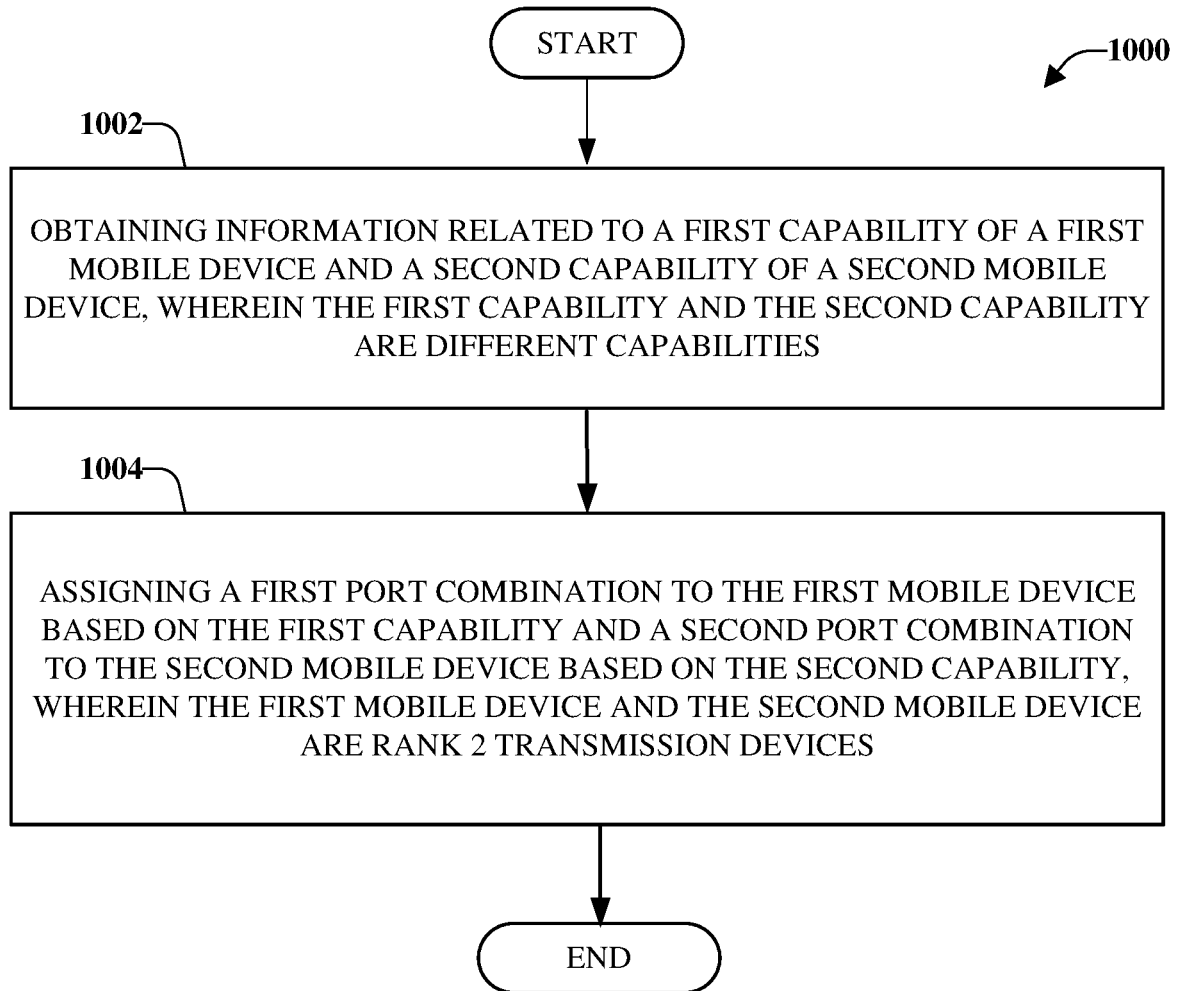 START
1000
1002
OBTAINING INFORMATION RELATED TO A FIRST CAPABILITY OF A FIRST
MOBILE DEVICE AND A SECOND CAPABILITY OF A SECOND MOBILE
DEVICE, WHEREIN THE FIRST CAPABILITY AND THE SECOND CAPABILITY
ARE DIFFERENT CAPABILITIES
1004
ASSIGNING A FIRST PORT COMBINATION TO THE FIRST MOBILE DEVICE
BASED ON THE FIRST CAPABILITY AND A SECOND PORT COMBINATION
TO THE SECOND MOBILE DEVICE BASED ON THE SECOND CAPABILITY,
WHEREIN THE FIRST MOBILE DEVICE AND THE SECOND MOBILE DEVICE
ARE RANK 2 TRANSMISSION DEVICES
END